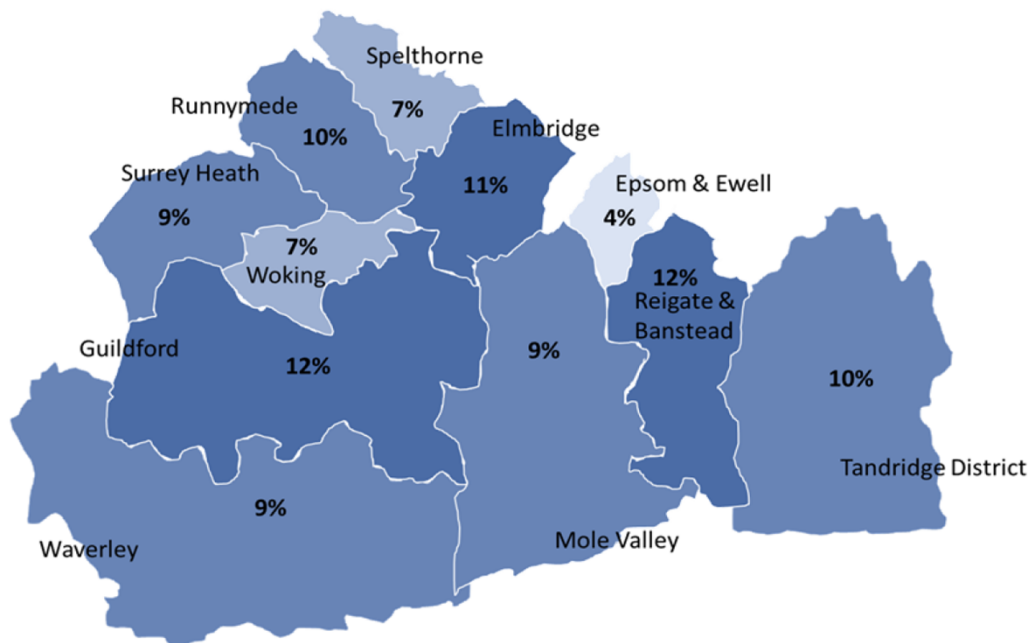 Spelthorne
7%
Runnymede
10%
Elmbridge
11%
Surrey Heath
9%
Epsom & Ewell
4%
7%
Woking
12%
Reigate &
Banstead
Guildford
12%
9%
10%
Tandridge District
9%
Waverley
Mole Valley